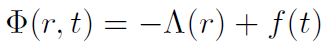 Φ(r, t) = −Λ(r) + f(t)